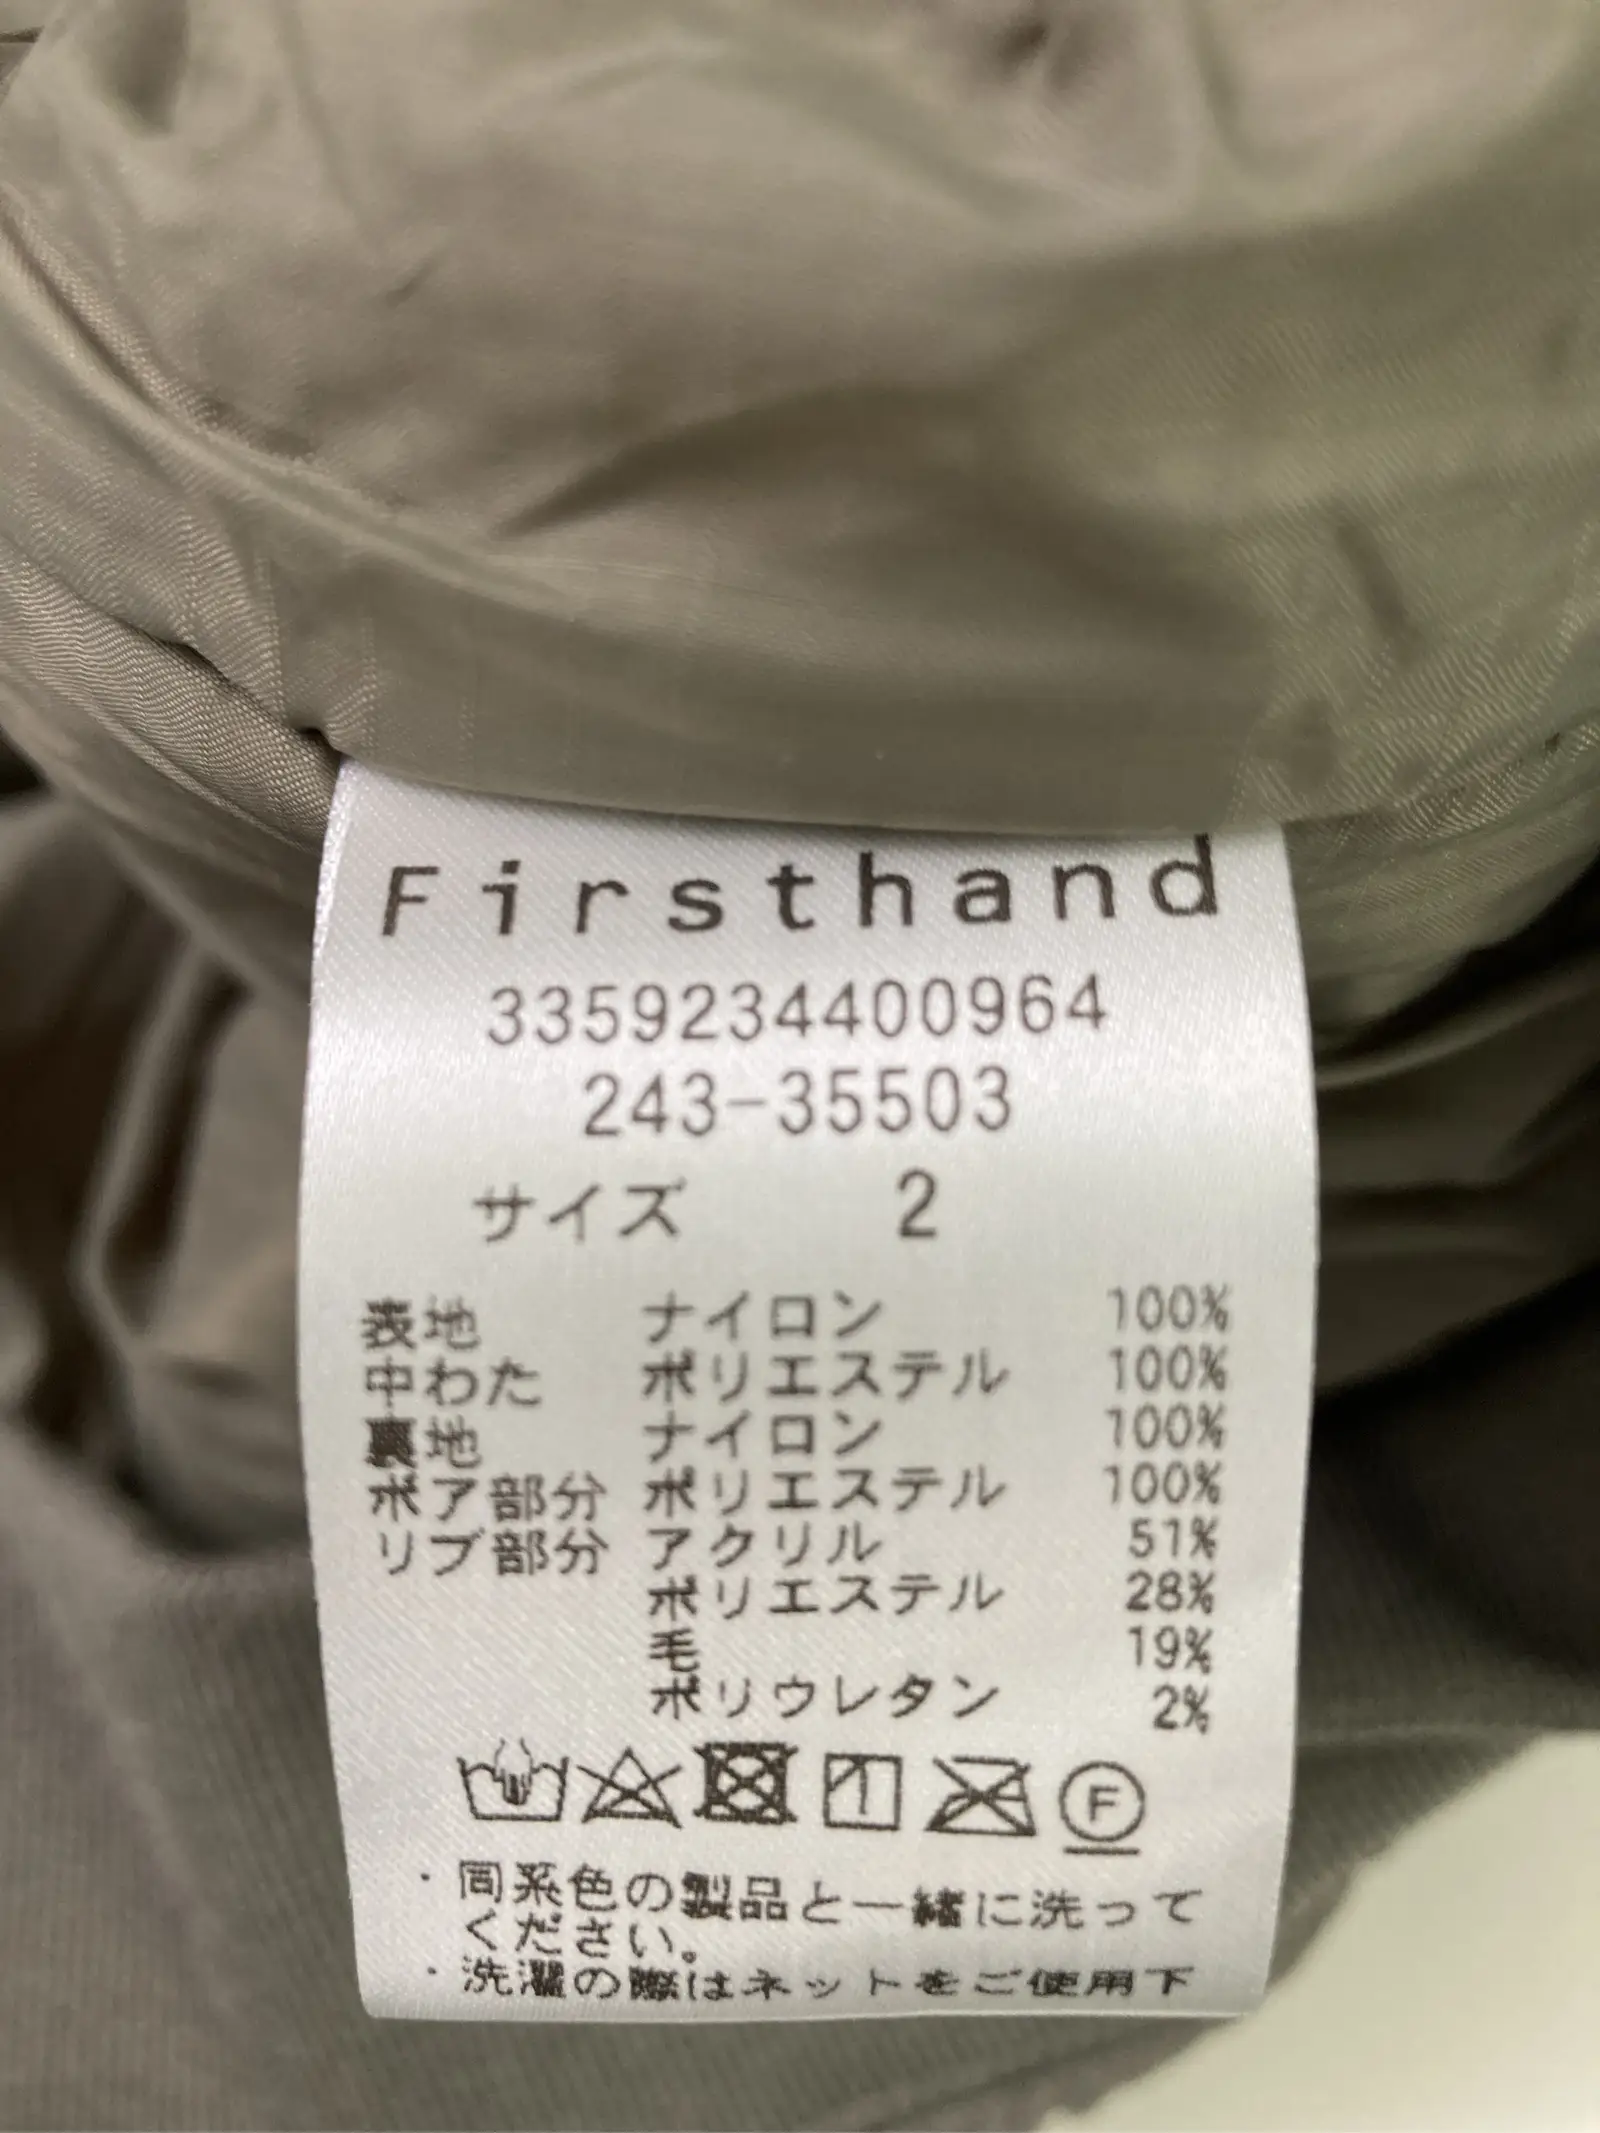 Firsthand
3359234400964
243-35503
サイズ 2
表地 ナイロン 100%
中わた ポリエステル 100%
裏地 ナイロン 100%
ボア部分 ポリエステル 100%
リブ部分 アクリル 51%
ポリエステル 28%
毛 19%
ポリウレタン 2%
F
・同系色の製品と一緒に洗って
ください。
・洗濯の際はネットをご使用下